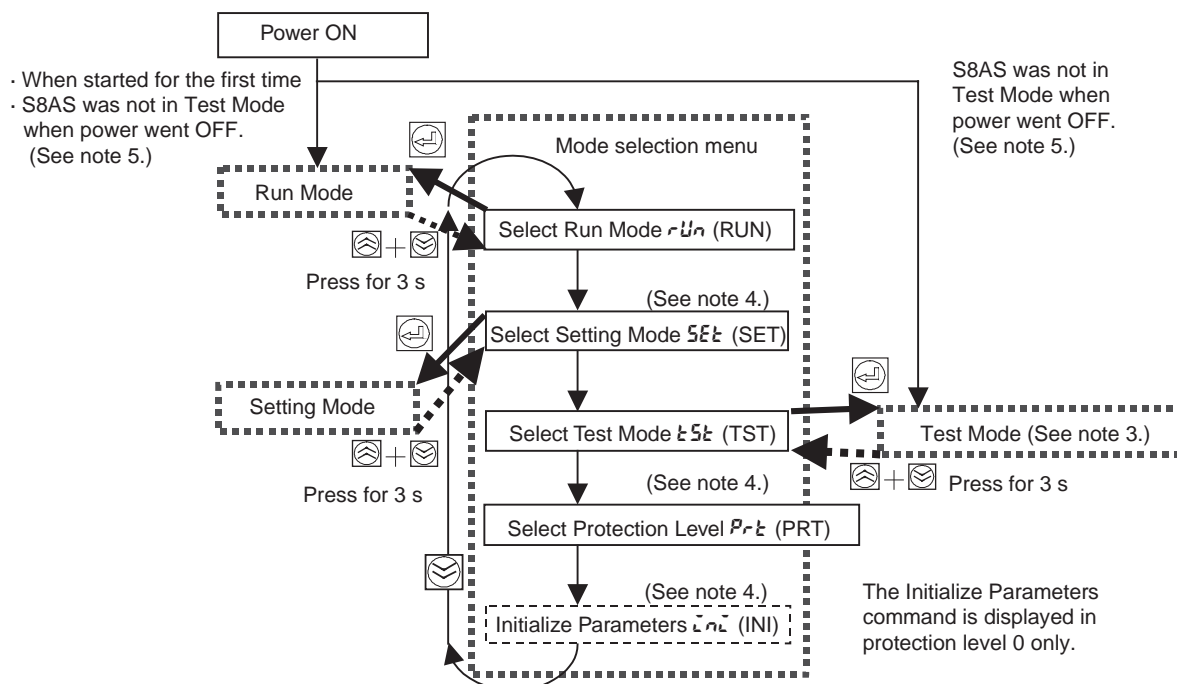 Power ON
· When started for the first time
· S8AS was not in Test Mode
when power went OFF.
(See note 5.)
S8AS was not in
Test Mode when
power went OFF.
(See note 5.)
Mode selection menu
Run Mode
Select Run Mode rUn (RUN)
+
Press for 3 s
(See note 4.)
Select Setting Mode SEt (SET)
Setting Mode
+
Press for 3 s
Select Test Mode tSt (TST)
Test Mode (See note 3.)
+ Press for 3 s
(See note 4.)
Select Protection Level Prt (PRT)
(See note 4.)
Initialize Parameters ini (INI)
The Initialize Parameters
command is displayed in
protection level 0 only.